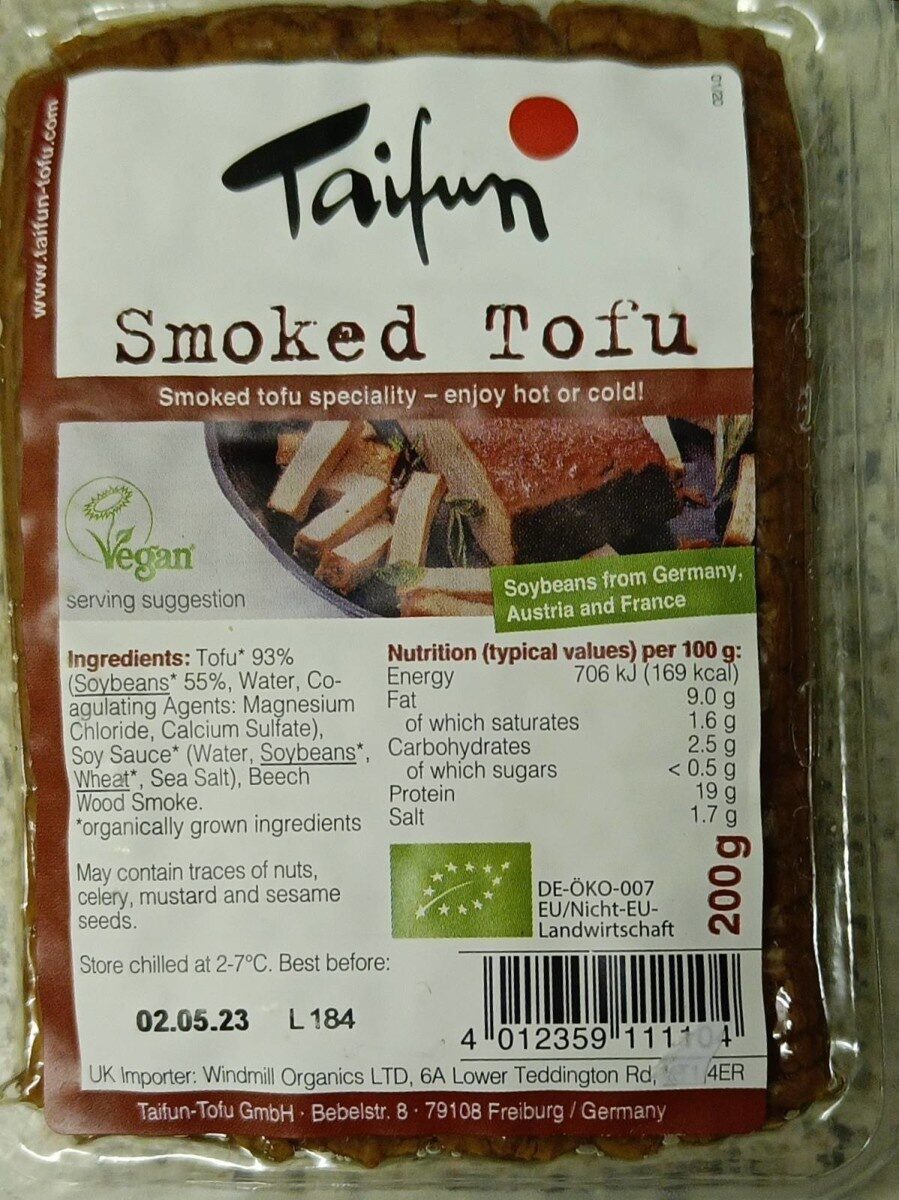 www.taifun-tofu.com
01/20
Taifun
Smoked Tofu
Smoked tofu speciality – enjoy hot or cold!
Vegan
serving suggestion
Soybeans from Germany,
Austria and France
Ingredients: Tofu* 93%
(Soybeans* 55%, Water, Co-
agulating Agents: Magnesium
Chloride, Calcium Sulfate),
Soy Sauce* (Water, Soybeans*,
Wheat*, Sea Salt), Beech
Wood Smoke.
*organically grown ingredients
May contain traces of nuts,
celery, mustard and sesame
seeds.
Store chilled at 2-7°C. Best before:
02.05.23 L 184
Nutrition (typical values) per 100 g:
Energy 706 kJ (169 kcal)
Fat 9.0 g
of which saturates 1.6 g
Carbohydrates 2.5 g
of which sugars < 0.5 g
Protein 19 g
Salt 1.7 g
DE-ÖKO-007
EU/Nicht-EU-
Landwirtschaft
200g
4 012359 111104
UK Importer: Windmill Organics LTD, 6A Lower Teddington Rd, 4ER
Taifun-Tofu GmbH · Bebelstr. 8 · 79108 Freiburg / Germany